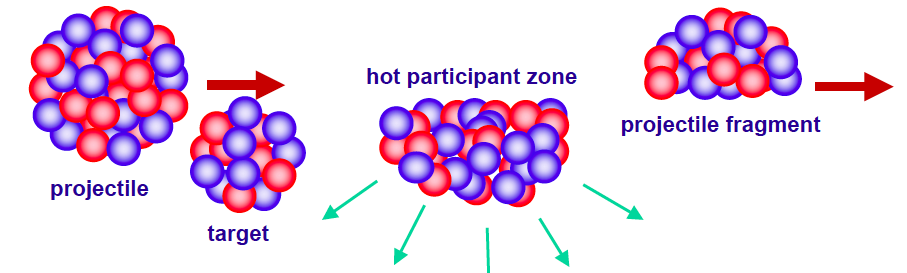 hot participant zone
projectile fragment
projectile
target